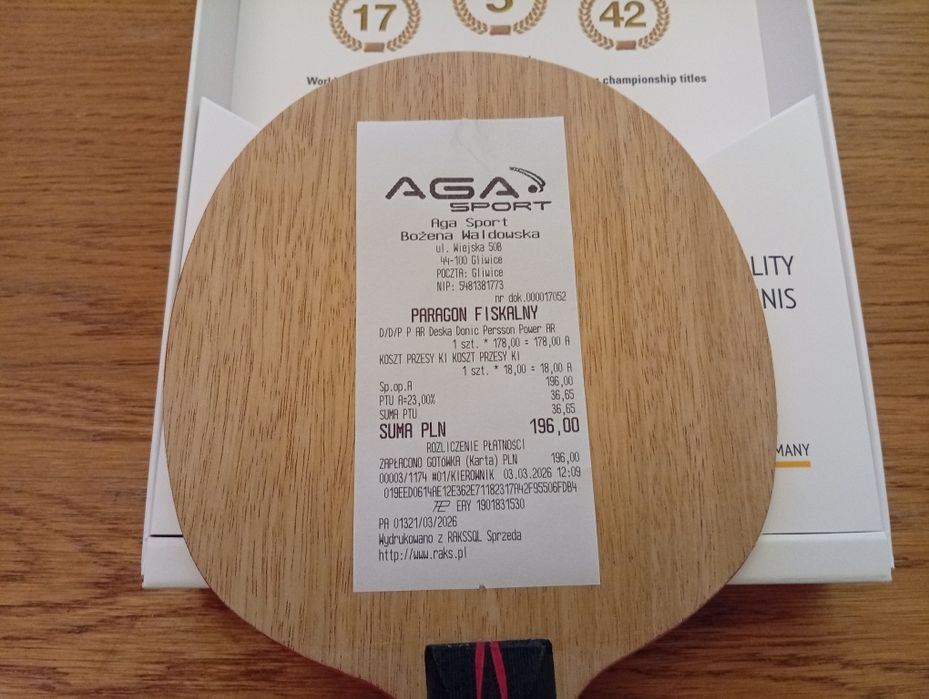 17
5
42
championship titles
LITY
NIS
MANY
AGA
SPORT
Aga Sport
Bożena Waldowska
ul. Wiejska 50B
44-100 Gliwice
POCZTA: Gliwice
NIP: 5481381773
nr dok.000017052
PARAGON FISKALNY
D/D/P P AR Deska Donic Persson Power AR
1 szt. * 178,00 = 178,00 A
KOSZT PRZESY KI KOSZT PRZESY KI
1 szt. * 18,00 = 18,00 A
Sp.op.A 196,00
PTU A=23,00% 36,65
SUMA PTU 36,65
SUMA PLN 196,00
ROZLICZENIE PŁATNOŚCI
ZAPŁACONO GOTÓWKA (Karta) PLN 196,00
00003/1174 #01/KIEROWNIK 03.03.2026 12:09
019EED0614AE12E362E71182317A42F95506FDB4
EAY 1901831530
PA 01321/03/2026
Wydrukowano z RAKSSQL Sprzeda
http://www.raks.pl